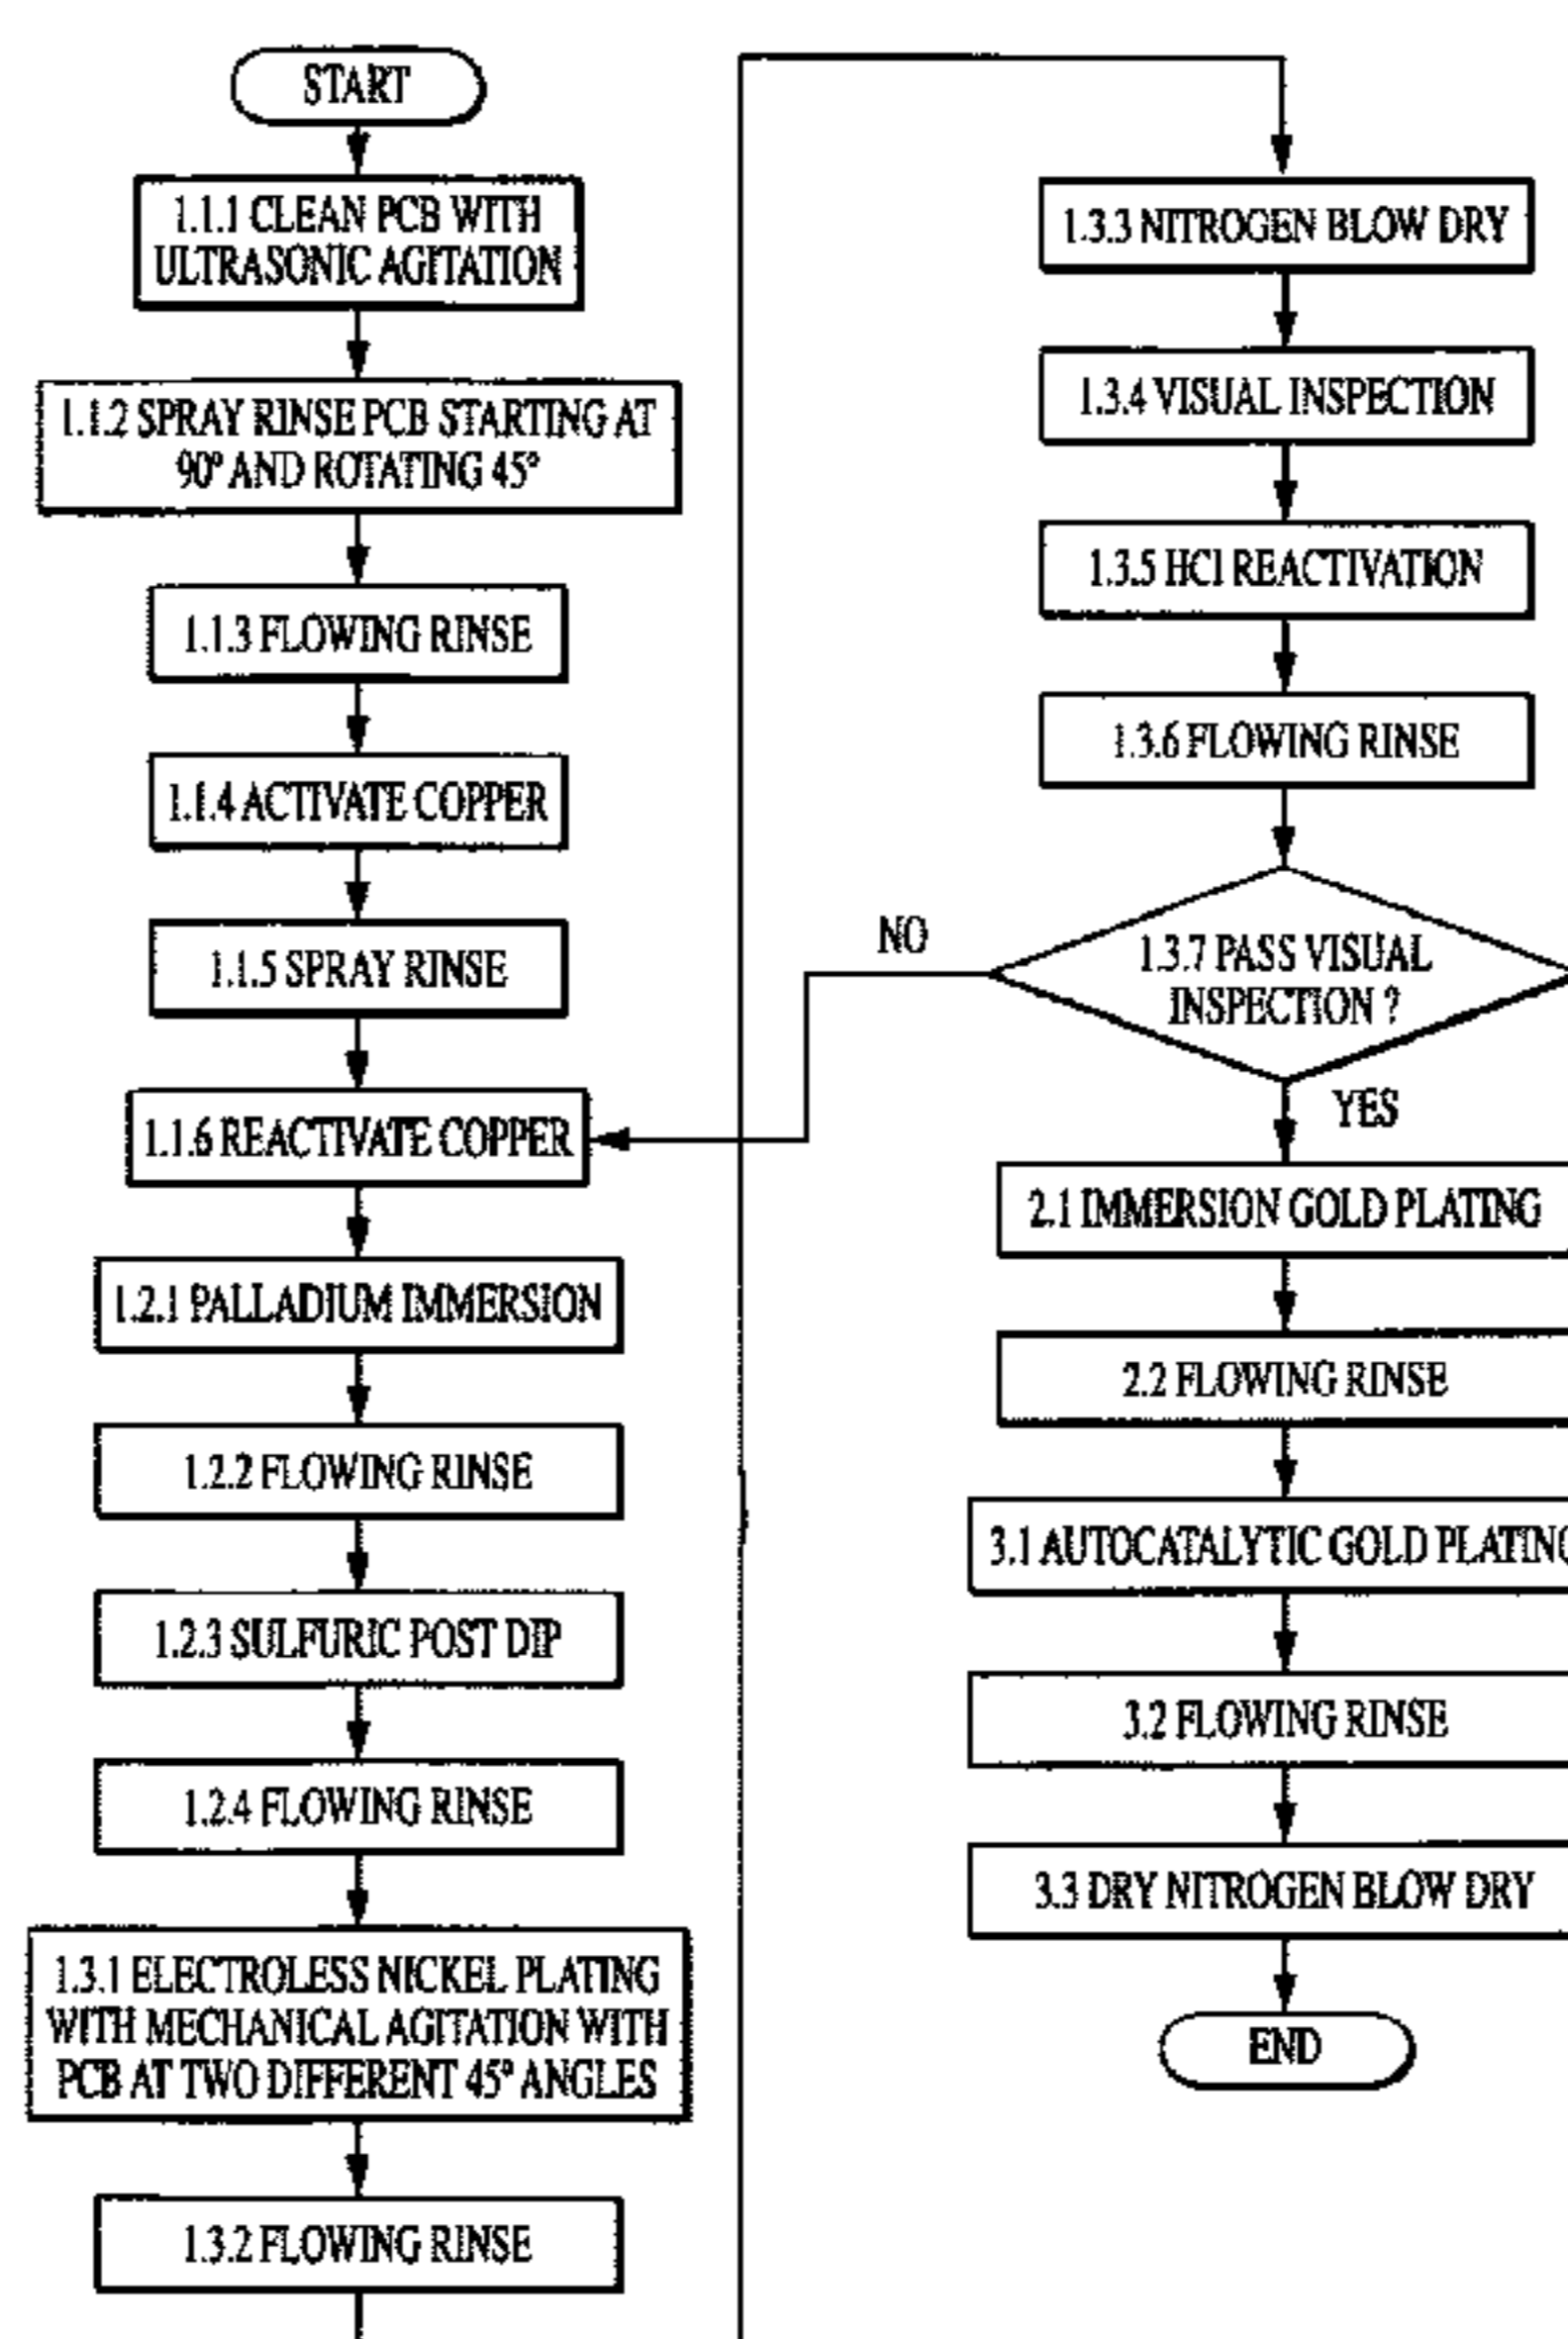 START
1.1.1 CLEAN PCB WITH
ULTRASONIC AGITATION
1.1.2 SPRAY RINSE PCB STARTING AT
90° AND ROTATING 45°
1.1.3 FLOWING RINSE
1.1.4 ACTIVATE COPPER
1.1.5 SPRAY RINSE
1.1.6 REACTIVATE COPPER
1.2.1 PALLADIUM IMMERSION
1.2.2 FLOWING RINSE
1.2.3 SULFURIC POST DIP
1.2.4 FLOWING RINSE
1.3.1 ELECTROLESS NICKEL PLATING
WITH MECHANICAL AGITATION WITH
PCB AT TWO DIFFERENT 45° ANGLES
1.3.2 FLOWING RINSE
1.3.3 NITROGEN BLOW DRY
1.3.4 VISUAL INSPECTION
1.3.5 HCl REACTIVATION
1.3.6 FLOWING RINSE
NO
1.3.7 PASS VISUAL
INSPECTION ?
YES
2.1 IMMERSION GOLD PLATING
2.2 FLOWING RINSE
3.1 AUTOCATALYTIC GOLD PLATING
3.2 FLOWING RINSE
3.3 DRY NITROGEN BLOW DRY
END